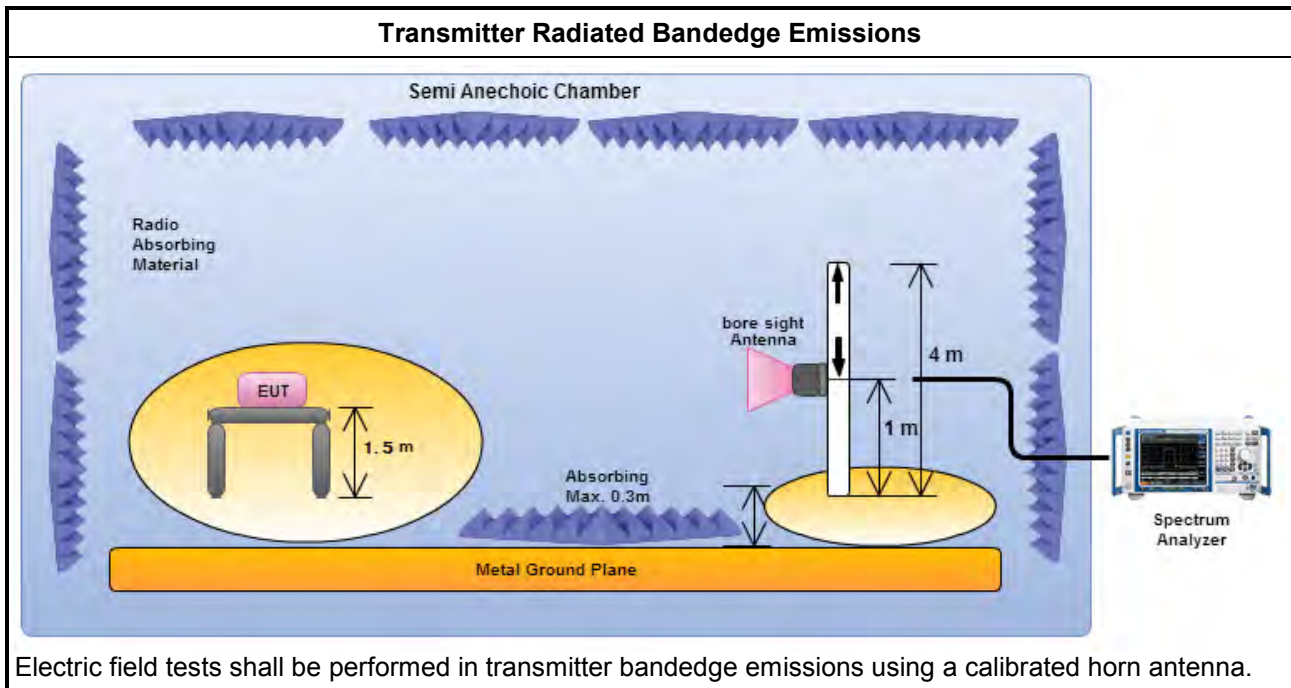 Transmitter Radiated Bandedge Emissions
Semi Anechoic Chamber
Radio
Absorbing
Material
bore sight
Antenna
4 m
EUT
1 m
1.5 m
Absorbing
Max. 0.3m
Spectrum
Analyzer
Metal Ground Plane
Electric field tests shall be performed in transmitter bandedge emissions using a calibrated horn antenna.